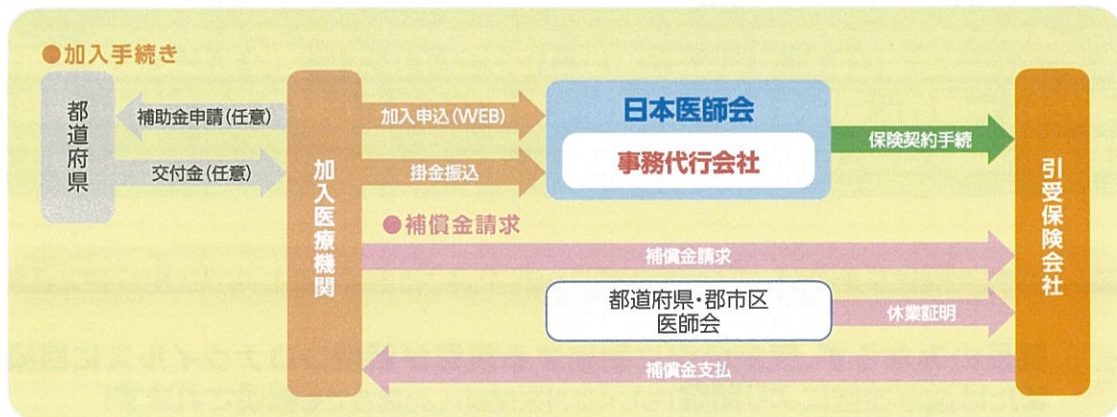 ●加入手続き
都道府県
補助金申請(任意)
交付金(任意)
加入医療機関
加入申込(WEB)
掛金振込
日本医師会
事務代行会社
保険契約手続
引受保険会社
●補償金請求
補償金請求
都道府県・郡市区
医師会
休業証明
補償金支払